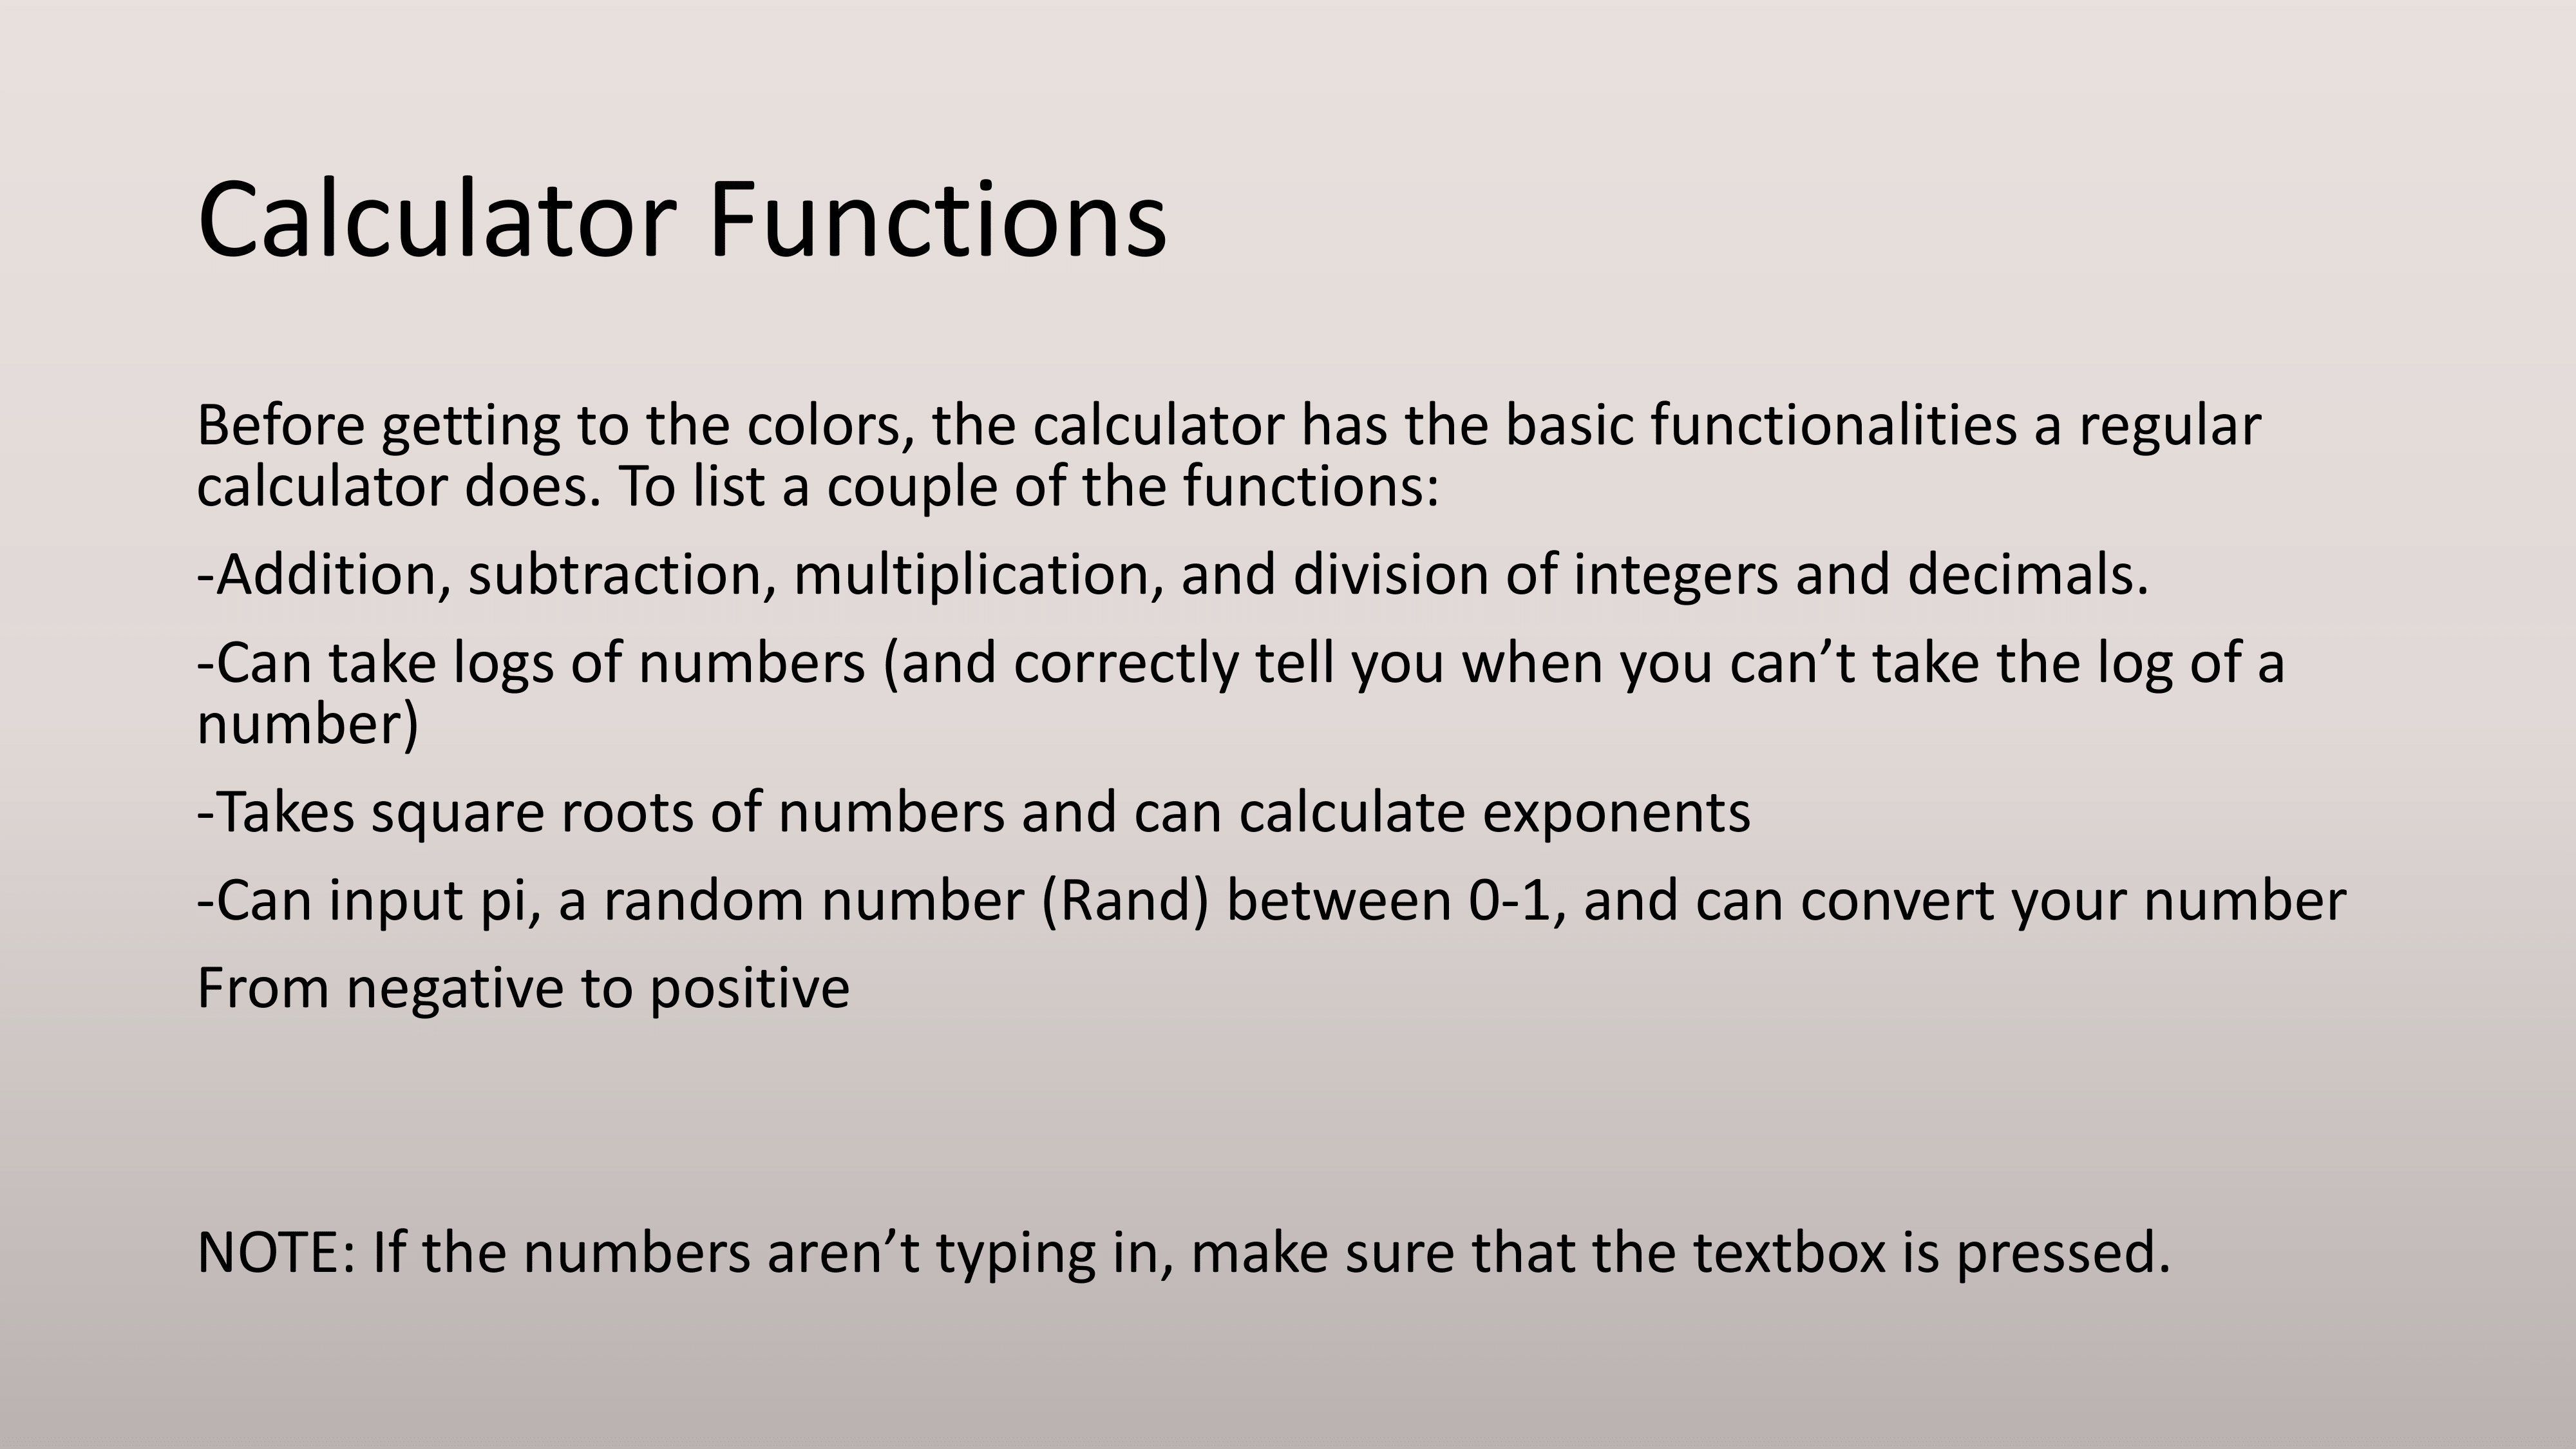 Calculator Functions
Before getting to the colors, the calculator has the basic functionalities a regular
calculator does. To list a couple of the functions:
-Addition, subtraction, multiplication, and division of integers and decimals.
-Can take logs of numbers (and correctly tell you when you can’t take the log of a
number)
-Takes square roots of numbers and can calculate exponents
-Can input pi, a random number (Rand) between 0-1, and can convert your number
From negative to positive
NOTE: If the numbers aren’t typing in, make sure that the textbox is pressed.